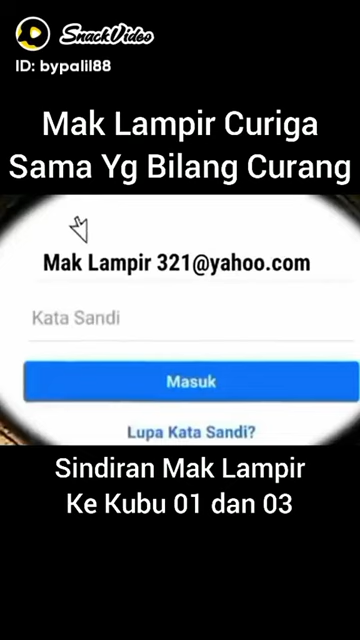 SnackVideo
ID: bypalil88
Mak Lampir Curiga
Sama Yg Bilang Curang
Mak Lampir 321@yahoo.com
Kata Sandi
Masuk
Lupa Kata Sandi?
Sindiran Mak Lampir
Ke Kubu 01 dan 03